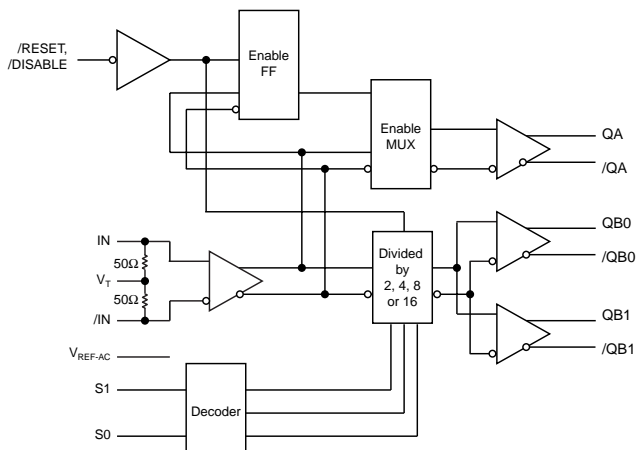 /RESET,
/DISABLE
Enable
FF
Enable
MUX
QA
/QA
IN
50Ω
VT
50Ω
/IN
Divided
by
2, 4, 8
or 16
QB0
/QB0
QB1
/QB1
VREF-AC
S1
Decoder
S0